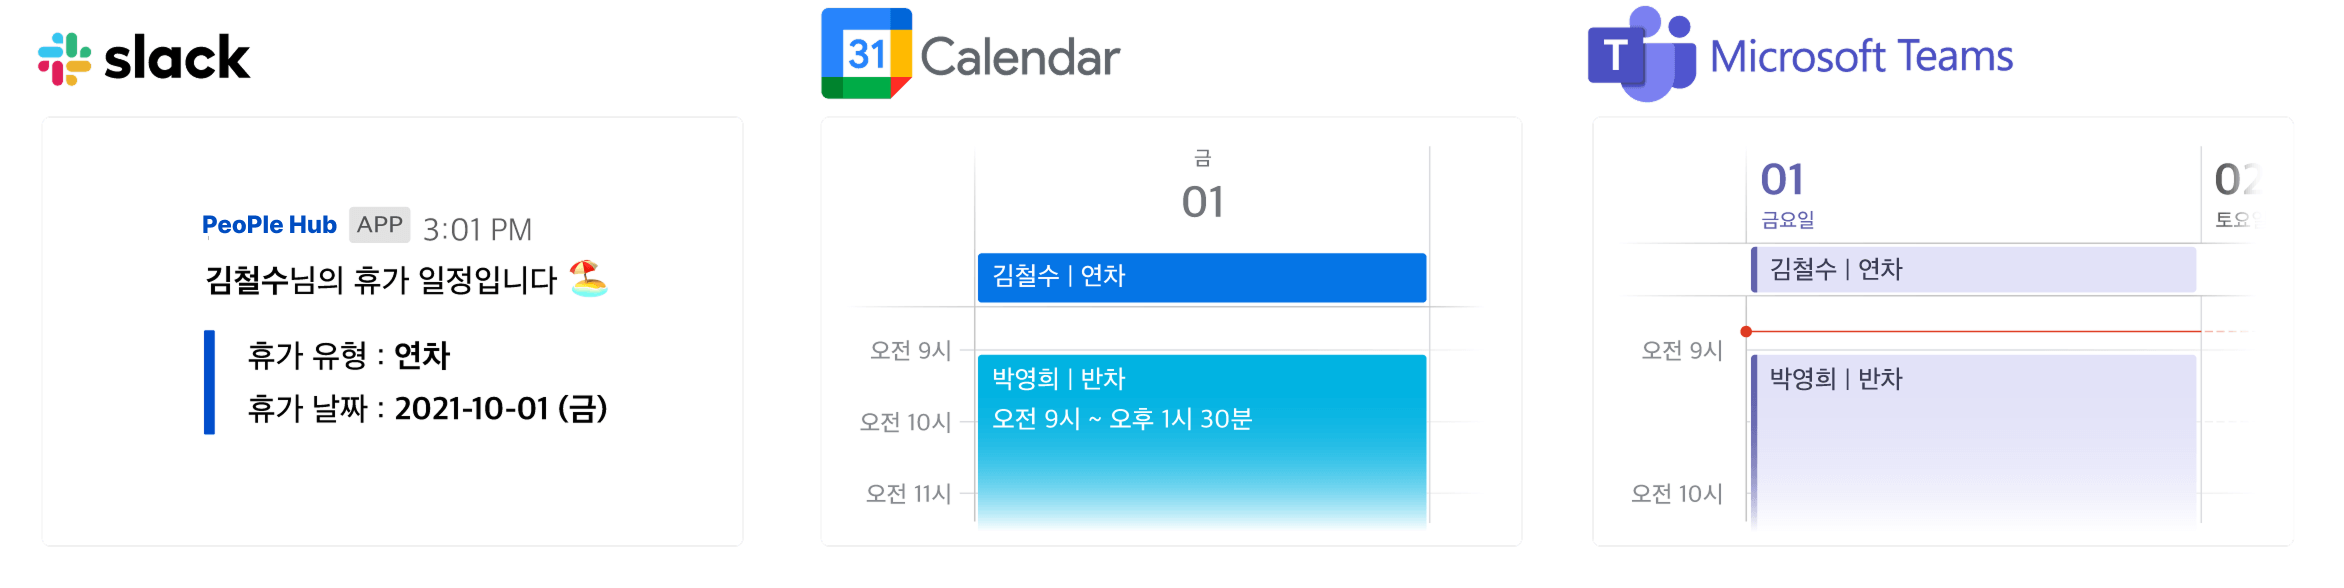 slack
PeoPle Hub APP 3:01 PM
김철수님의 휴가 일정입니다
휴가 유형 : 연차
휴가 날짜 : 2021-10-01 (금)
31 Calendar
금
01
김철수 | 연차
오전 9시
박영희 | 반차
오전 9시 ~ 오후 1시 30분
오전 10시
오전 11시
T Microsoft Teams
01
금요일
02
토요일
김철수 | 연차
오전 9시
박영희 | 반차
오전 10시